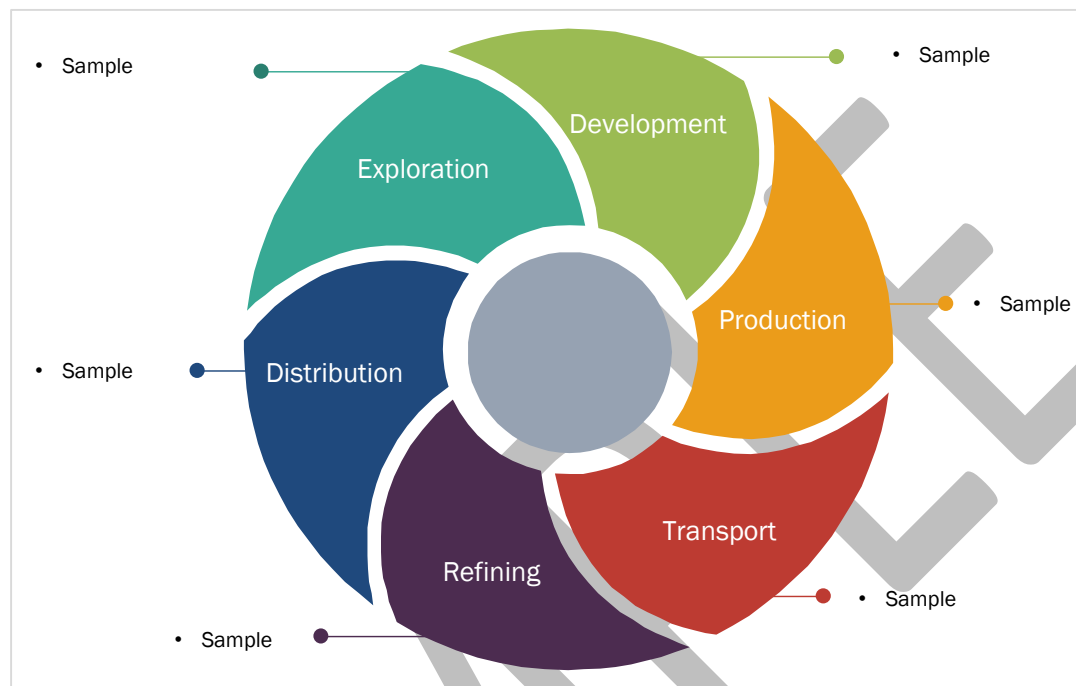 • Sample
• Sample
Development
Exploration
Production
• Sample
Distribution
• Sample
Transport
Refining
• Sample
• Sample